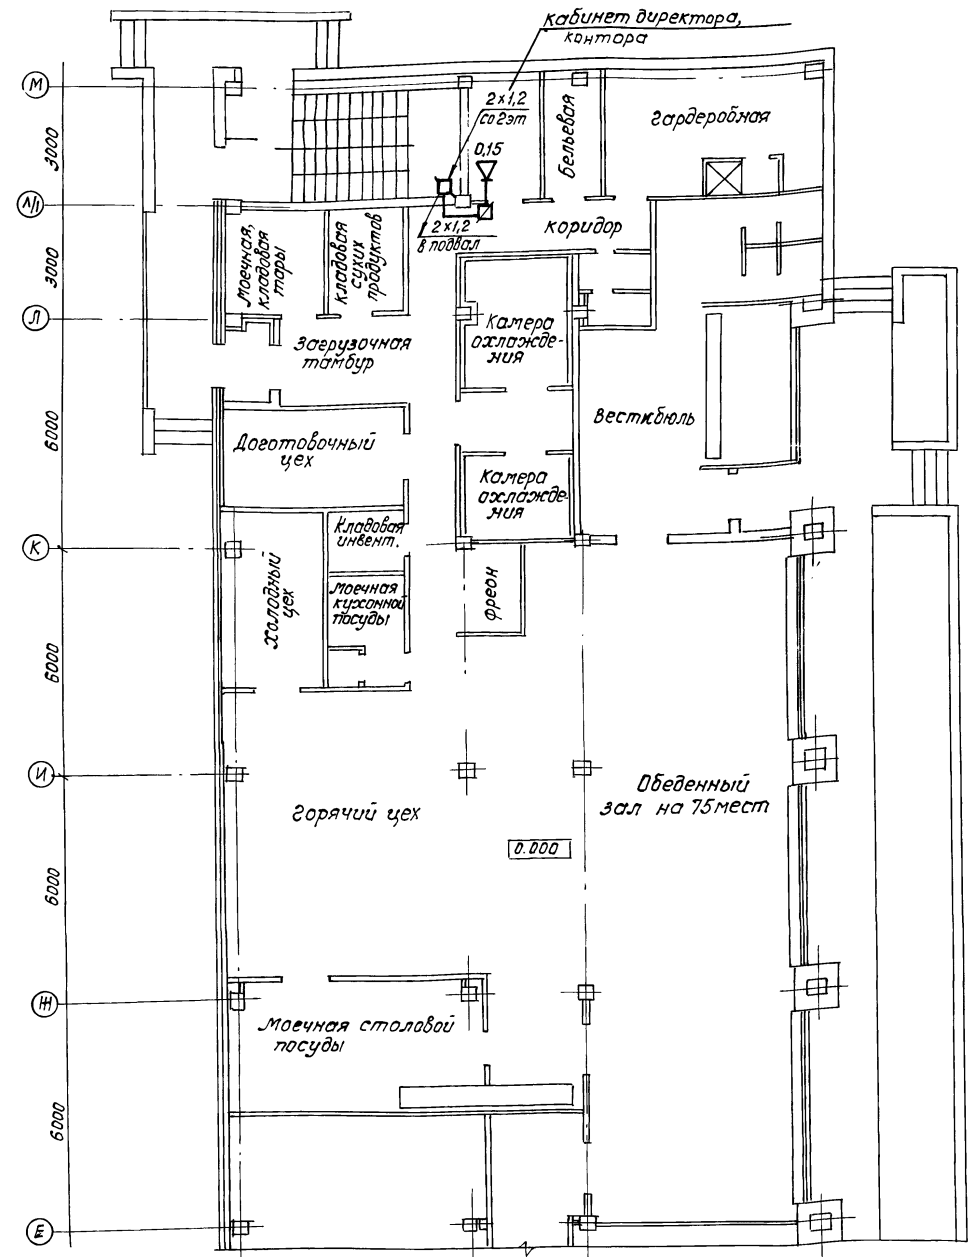 кабинет директора,
контора
М
2×1,2
со 2эт
Бельевая
Гардеробная
3000
0,15
Л/1
2×1,2
в подвал
коридор
Моечная,
кладовая
тары
кладовая
сухих
продуктов
3000
Л
Загрузочная
тамбур
Камера
охлажде-
ния
6000
Доготовочный
цех
Вестибюль
Камера
охлажде-
ния
К
Кладовая
инвент.
Холодный
цех
Моечная
кухонной
посуды
Фреон
6000
И
Горячий цех
Обеденный
зал на 75 мест
0.000
6000
Ж
Моечная столовой
посуды
6000
Е